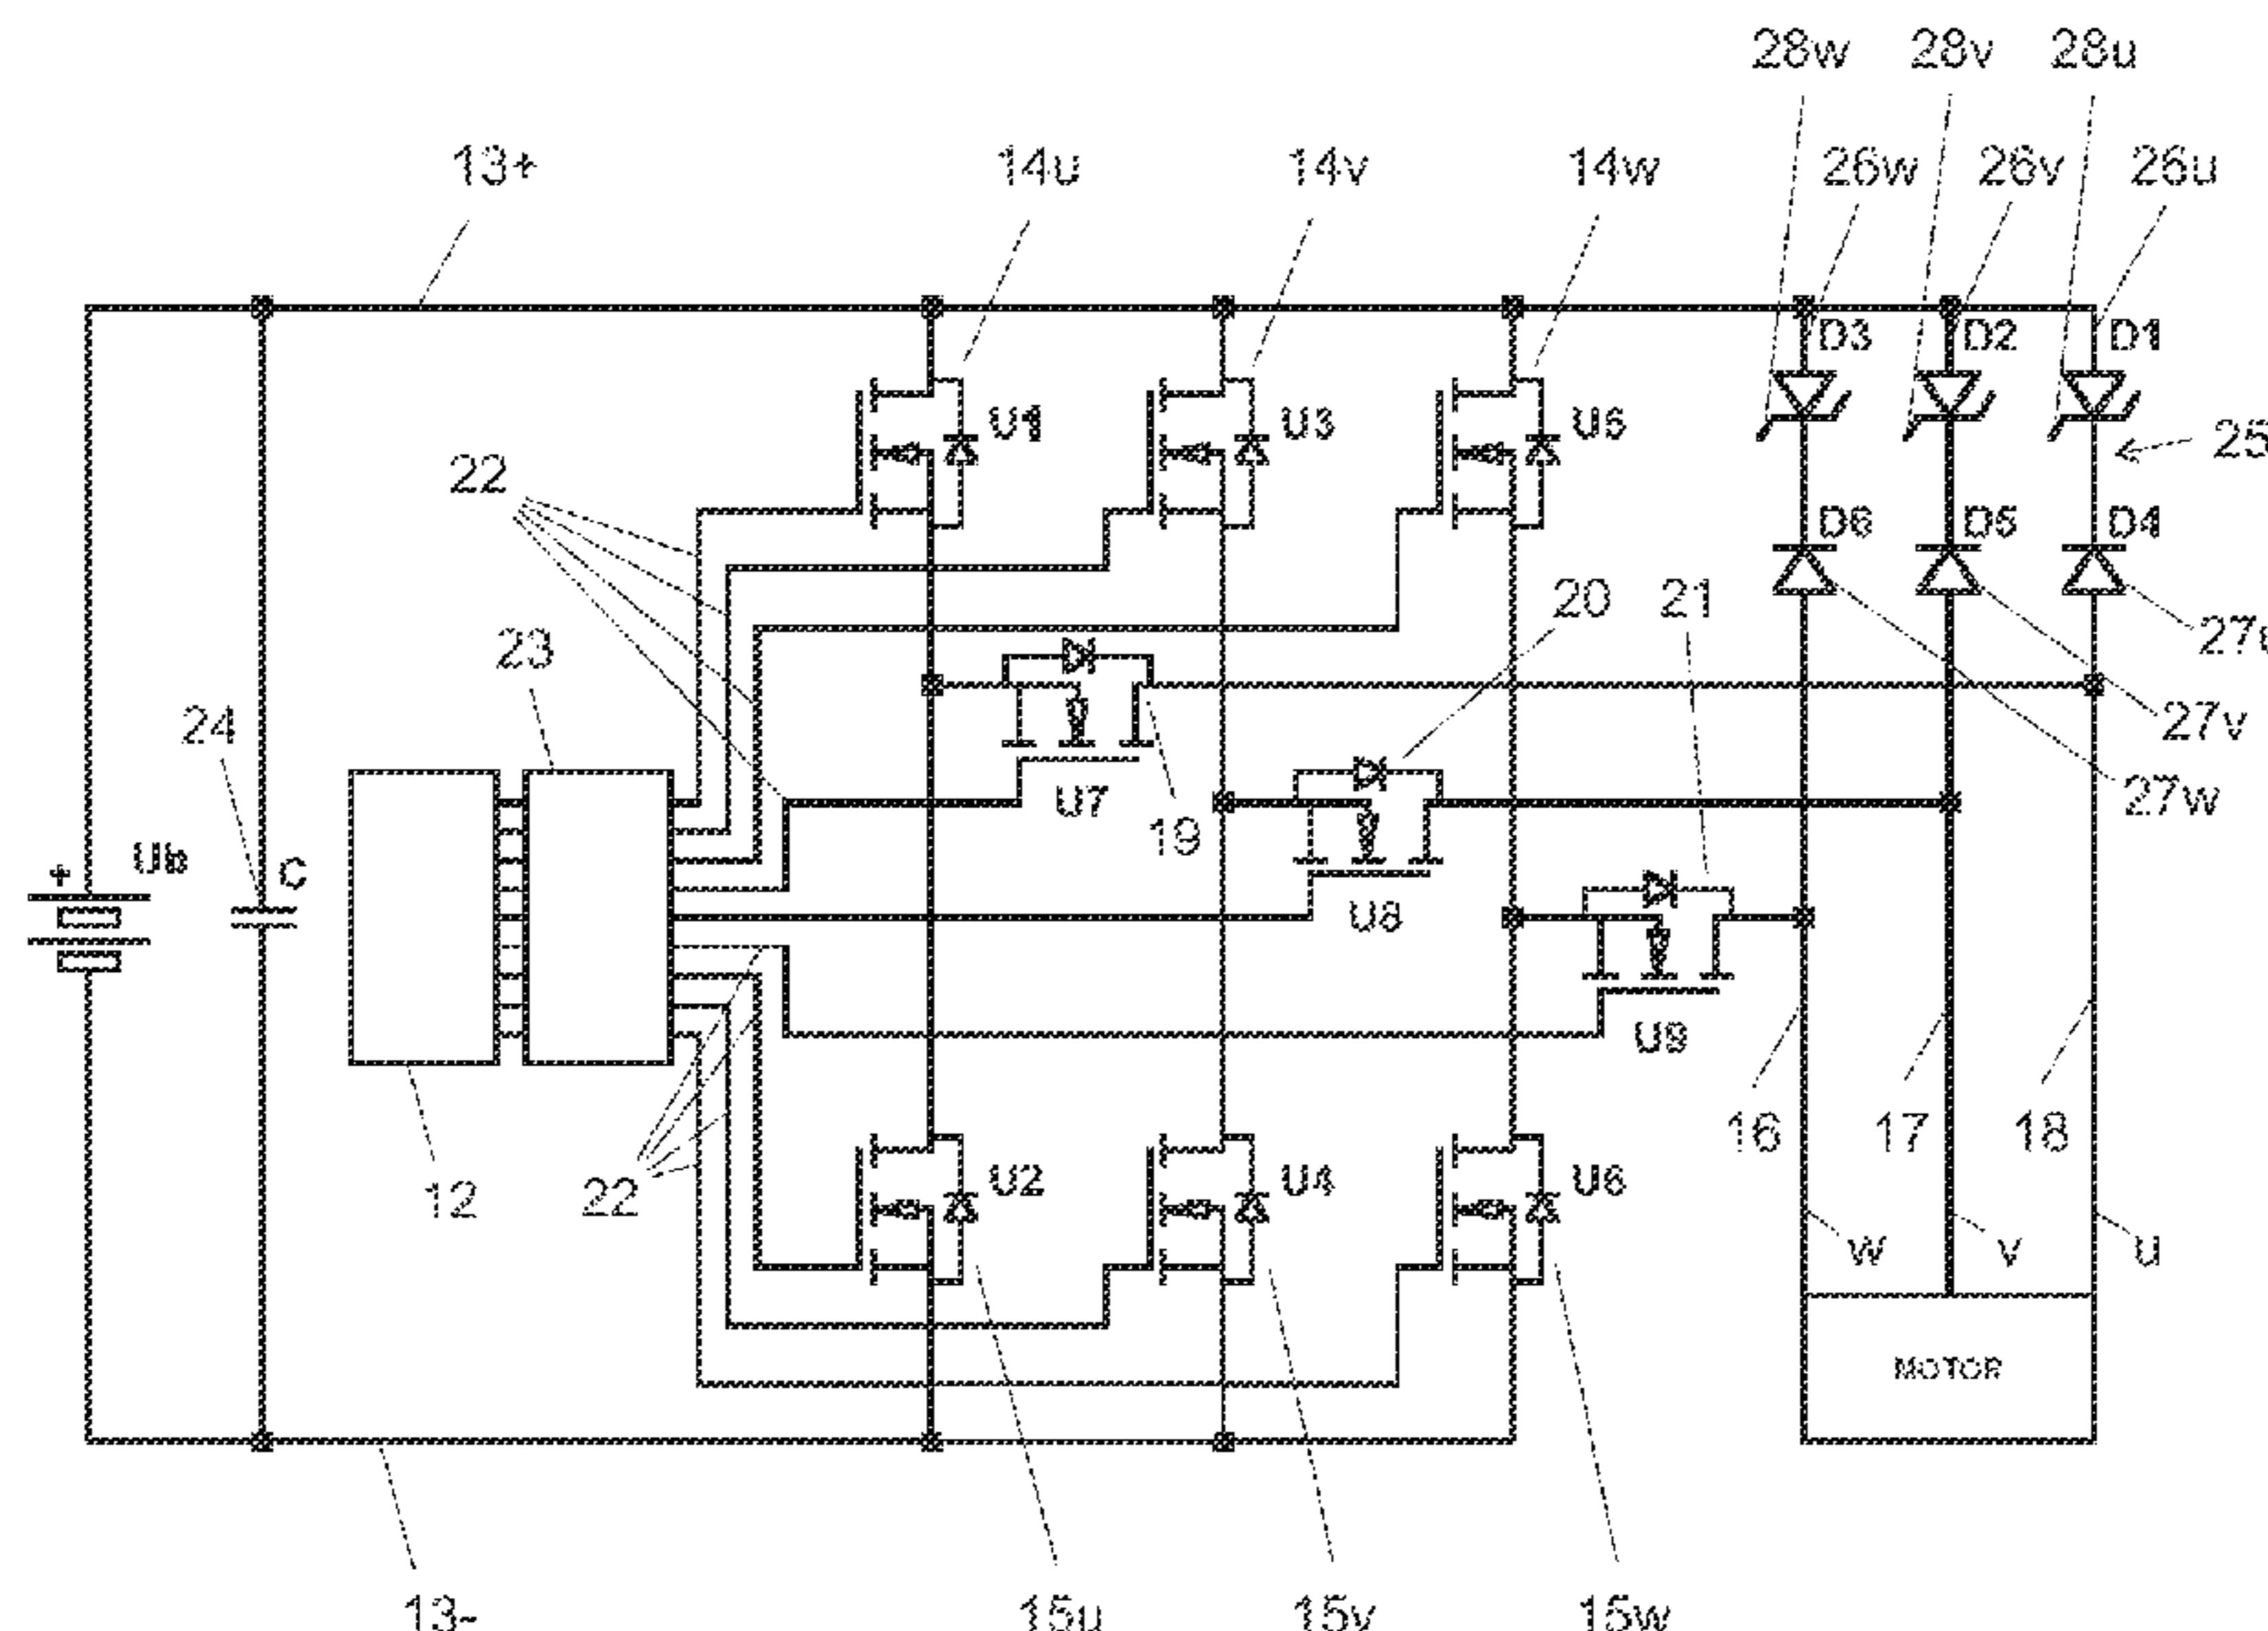 28w 28v 28u
13+ 14u 14v 14w 26w 26v 26u
D3 D2 D1
U1 U3 U5
25
22
D6 D5 D4
20 21
23
27v
24
27w
U7
19
Ub
+
C
U8
U9
16 17 18
12 22
U2 U4 U6
w v u
MOTOR
13- 15u 15v 15w